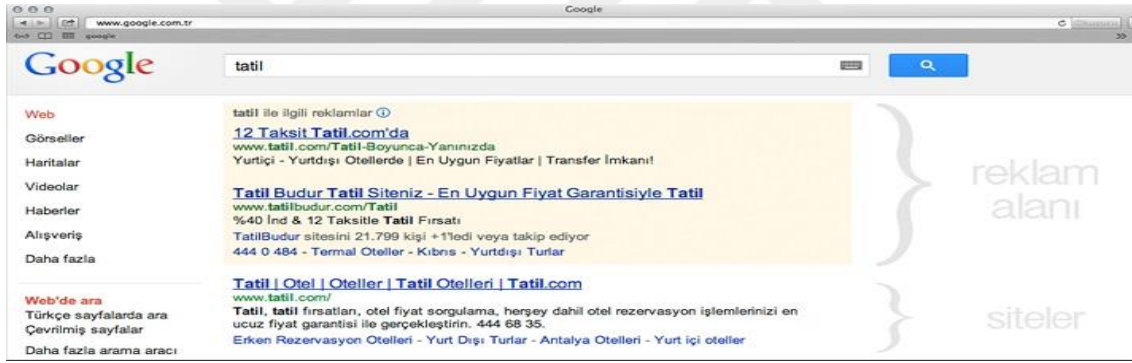 Google
www.google.com.tr
google
Google
tatil
Web
Görseller
Haritalar
Videolar
Haberler
Alışveriş
Daha fazla
Web'de ara
Türkçe sayfalarda ara
Çevrilmiş sayfalar
Daha fazla arama aracı
tatil ile ilgili reklamlar
12 Taksit Tatil.com'da
www.tatil.com/Tatil-Boyunca-Yanınızda
Yurtiçi - Yurtdışı Otellerde | En Uygun Fiyatlar | Transfer İmkanı!
Tatil Budur Tatil Siteniz - En Uygun Fiyat Garantisiyle Tatil
www.tatilbudur.com/Tatil
%40 İnd & 12 Taksitle Tatil Fırsatı
TatilBudur sitesini 21.799 kişi +1'ledi veya takip ediyor
444 0 484 - Termal Oteller - Kıbrıs - Yurtdışı Turlar
Tatil | Otel | Oteller | Tatil Otelleri | Tatil.com
www.tatil.com/
Tatil, tatil fırsatları, otel fiyat sorgulama, herşey dahil otel rezervasyon işlemlerinizi en
ucuz fiyat garantisi ile gerçekleştirin. 444 68 35.
Erken Rezervasyon Otelleri - Yurt Dışı Turlar - Antalya Otelleri - Yurt içi oteller
reklam
alanı
siteler